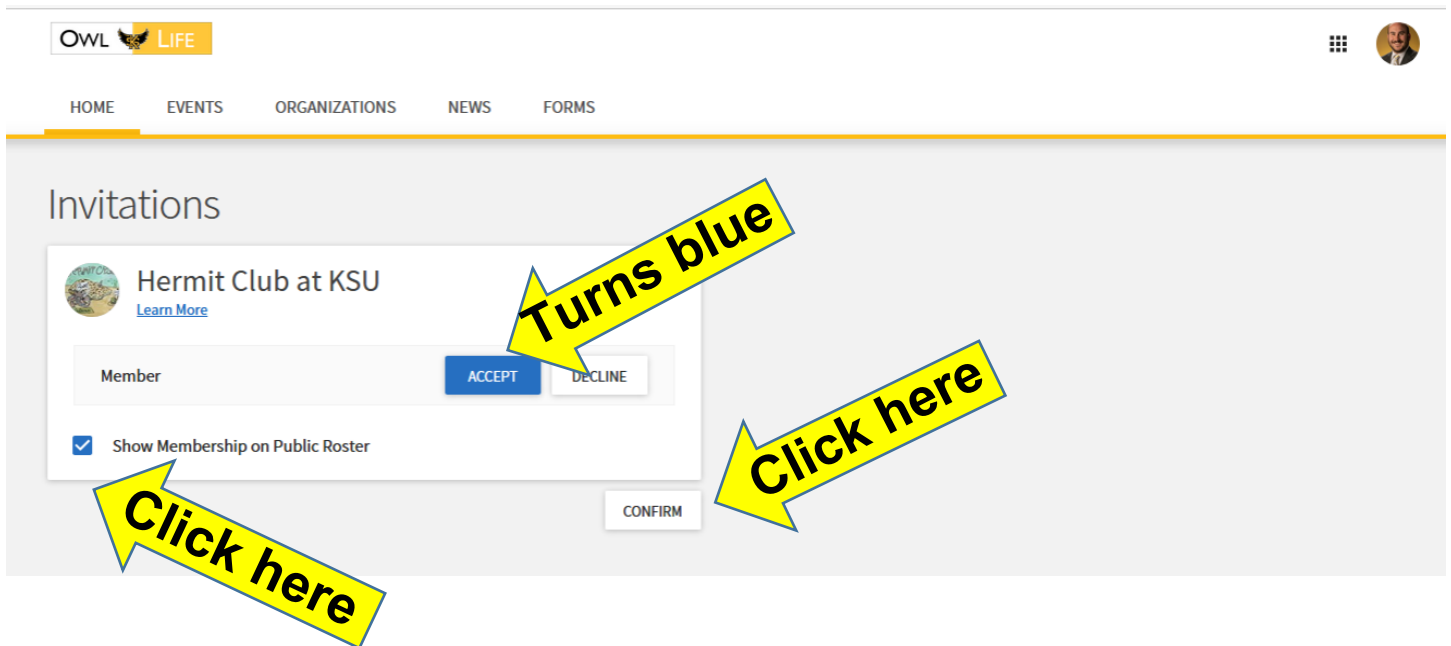 OWL LIFE
HOME EVENTS ORGANIZATIONS NEWS FORMS
Invitations
Hermit Club at KSU
Learn More
Turns blue
Member ACCEPT DECLINE
Show Membership on Public Roster
Click here
CONFIRM
Click here